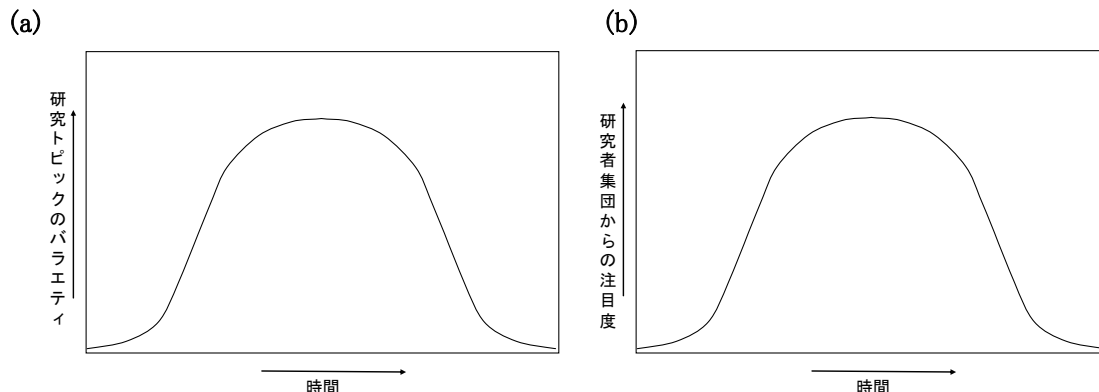 (a)
研究トピックのバラエティ
時間
(b)
研究者集団からの注目度
時間